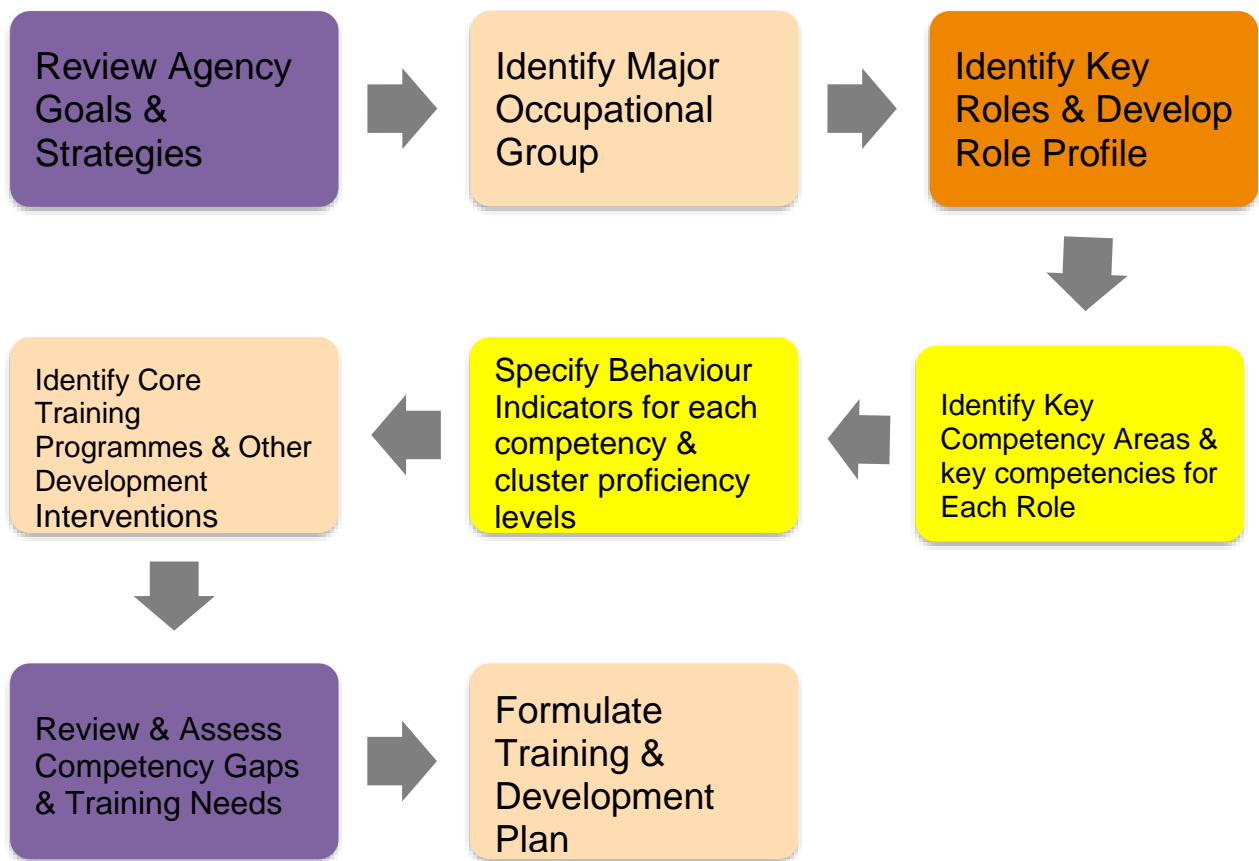 Review Agency
Goals &
Strategies
Identify Major
Occupational
Group
Identify Key
Roles & Develop
Role Profile
Identify Key
Competency Areas &
key competencies for
Each Role
Specify Behaviour
Indicators for each
competency &
cluster proficiency
levels
Identify Core
Training
Programmes & Other
Development
Interventions
Review & Assess
Competency Gaps
& Training Needs
Formulate
Training &
Development
Plan